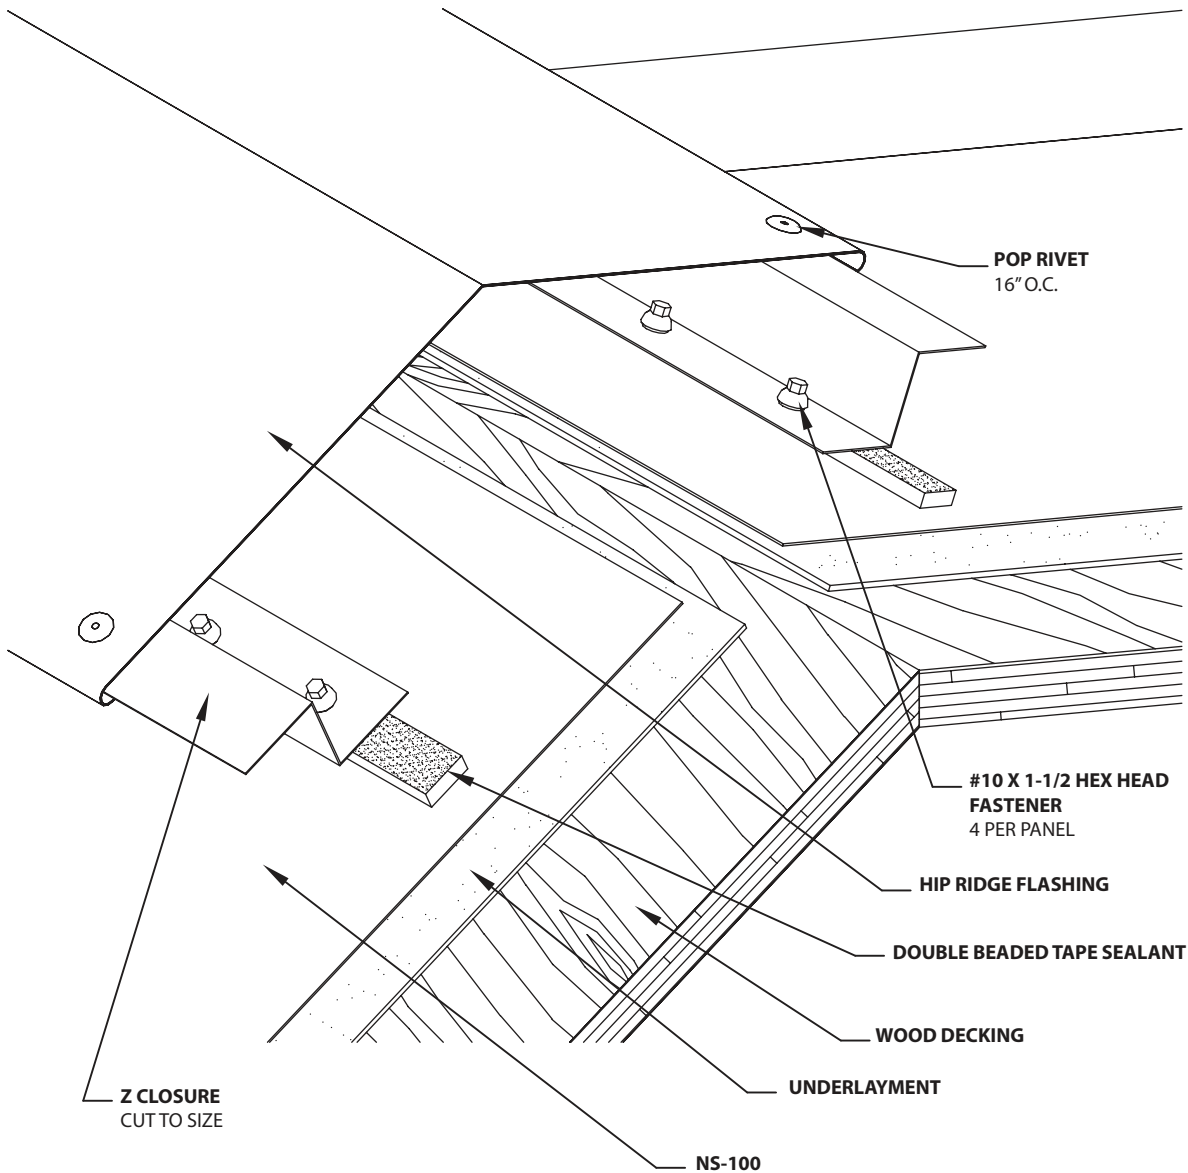 POP RIVET
16” O.C.
#10 X 1-1/2 HEX HEAD
FASTENER
4 PER PANEL
HIP RIDGE FLASHING
DOUBLE BEADED TAPE SEALANT
WOOD DECKING
UNDERLAYMENT
Z CLOSURE
CUT TO SIZE
NS-100